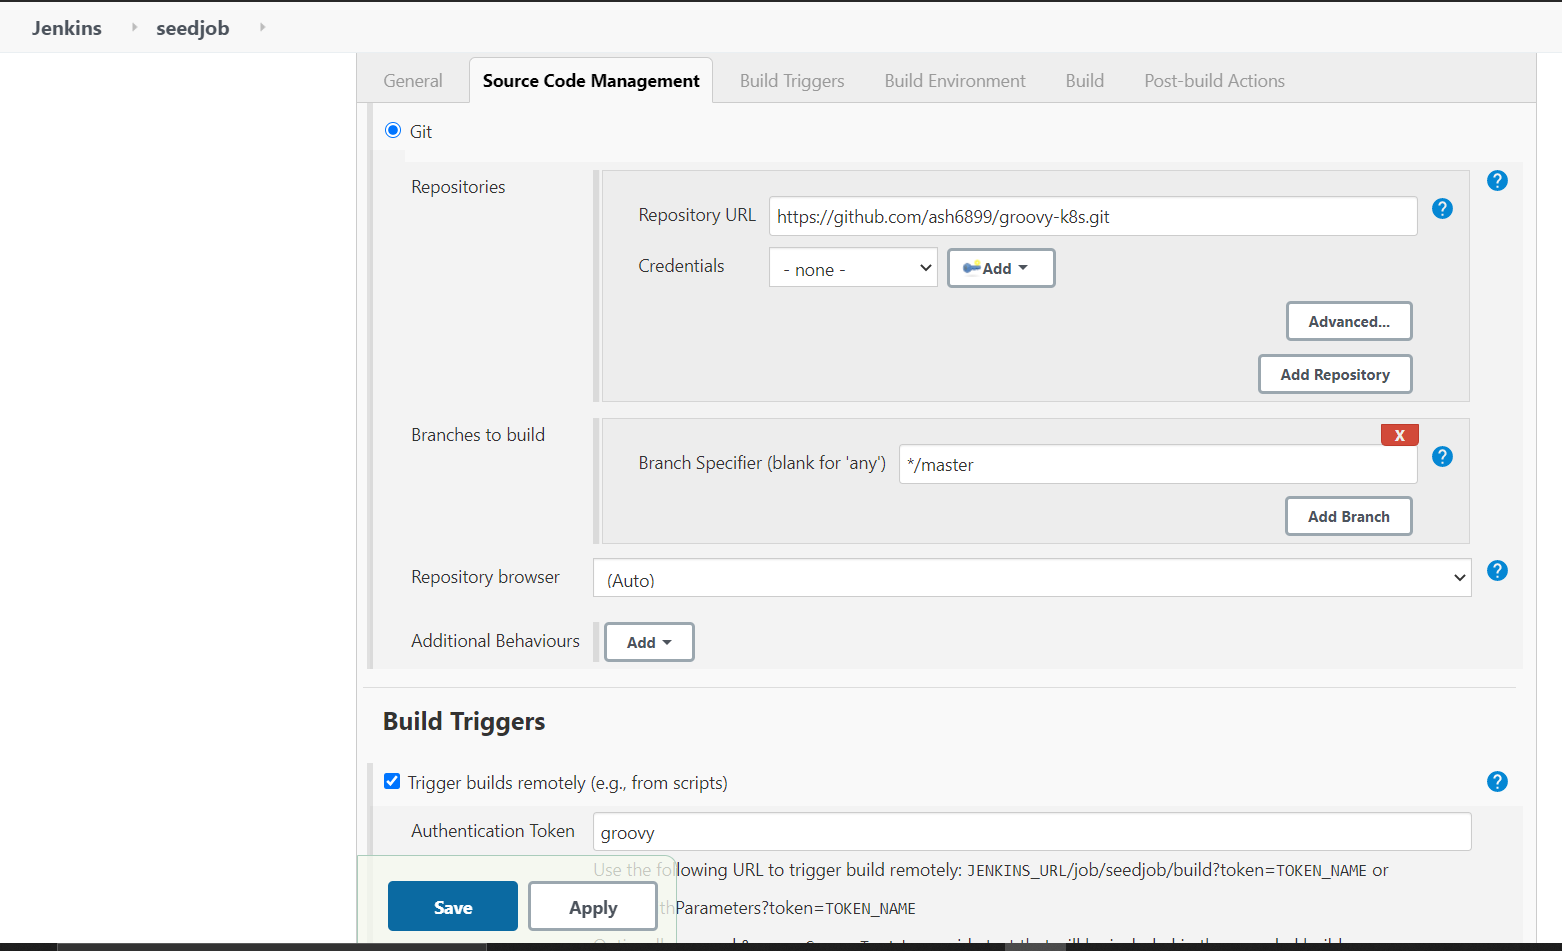 Jenkins seedjob
General Source Code Management Build Triggers Build Environment Build Post-build Actions
Git
Repositories
Repository URL https://github.com/ash6899/groovy-k8s.git
Credentials - none - Add
Advanced...
Add Repository
Branches to build
X
Branch Specifier (blank for 'any') */master
Add Branch
Repository browser (Auto)
Additional Behaviours Add
Build Triggers
Trigger builds remotely (e.g., from scripts)
Authentication Token groovy
Use the following URL to trigger build remotely: JENKINS_URL/job/seedjob/build?token=TOKEN_NAME or
thParameters?token=TOKEN_NAME
Save Apply